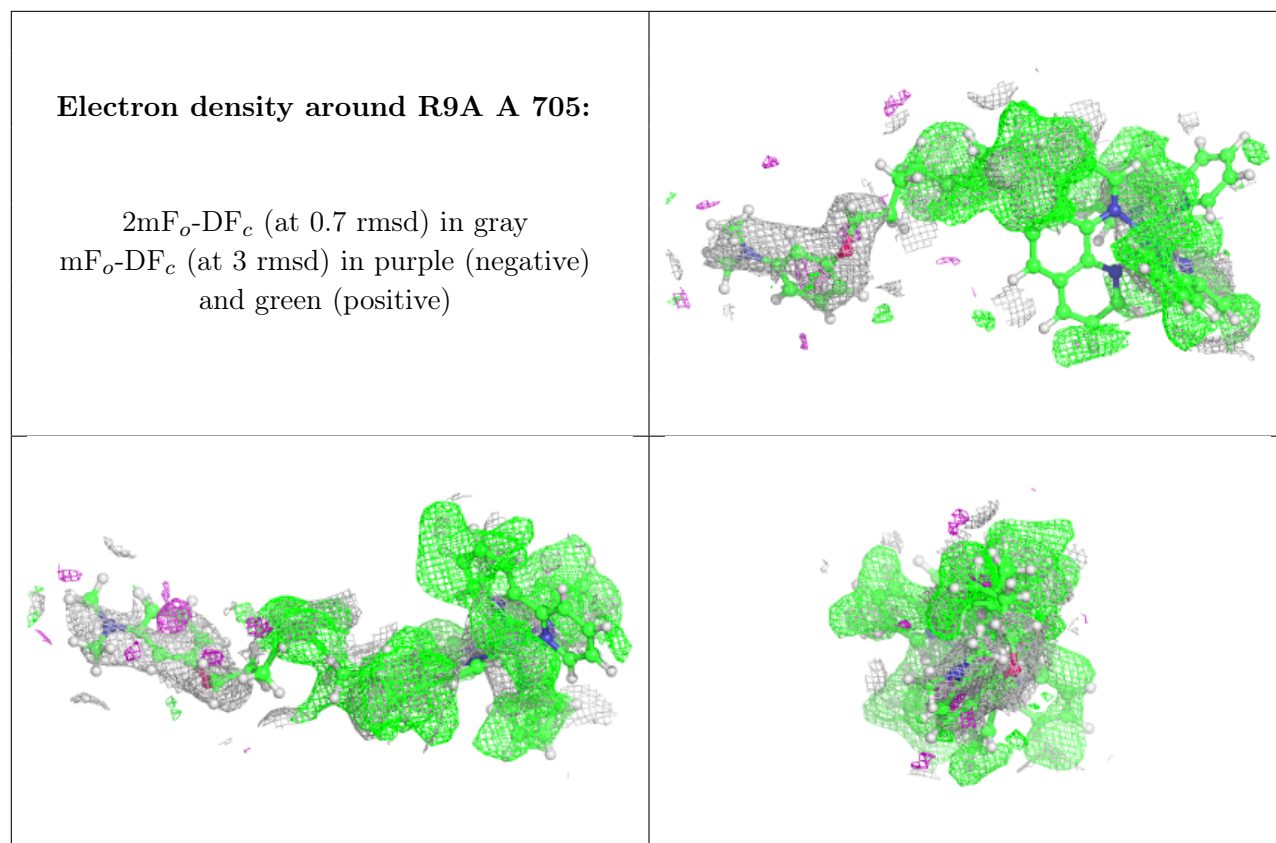 Electron density around R9A A 705:
2mFₒ-DF𝒸 (at 0.7 rmsd) in gray
mFₒ-DF𝒸 (at 3 rmsd) in purple (negative)
and green (positive)